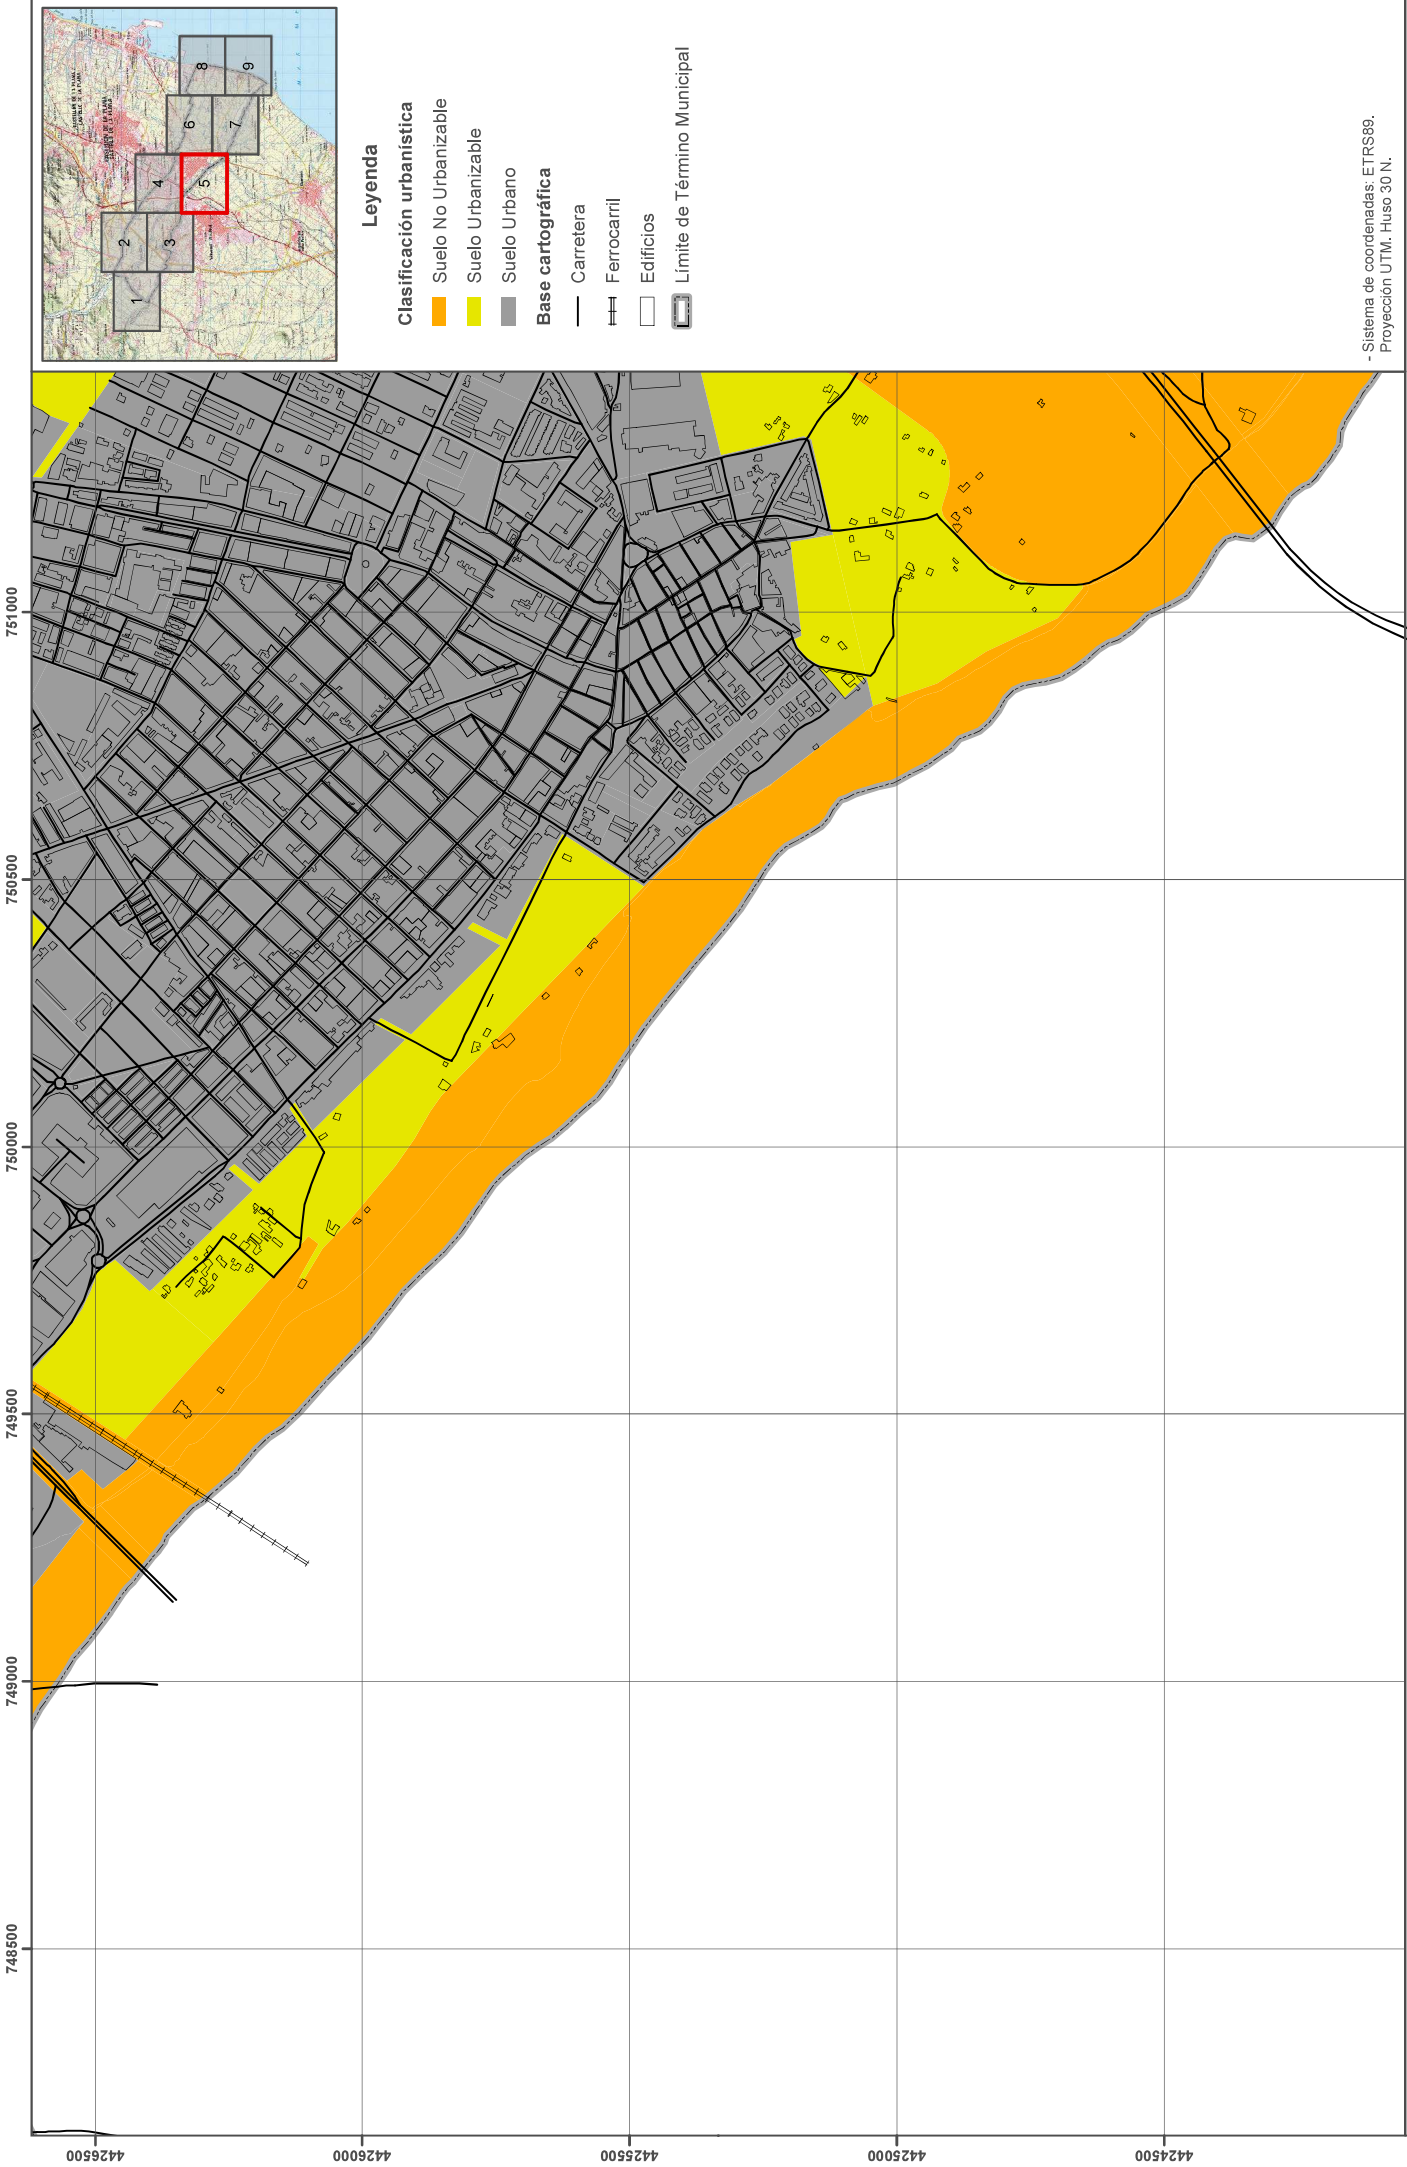 1
2
3
4
5
6
7
8
9
Leyenda
Clasificación urbanística
Suelo No Urbanizable
Suelo Urbanizable
Suelo Urbano
Base cartográfica
Carretera
Ferrocarril
Edificios
Límite de Término Municipal
- Sistema de coordenadas: ETRS89.
Proyección UTM. Huso 30 N.
748500
749000
749500
750000
750500
751000
4426500
4426000
4425500
4425000
4424500